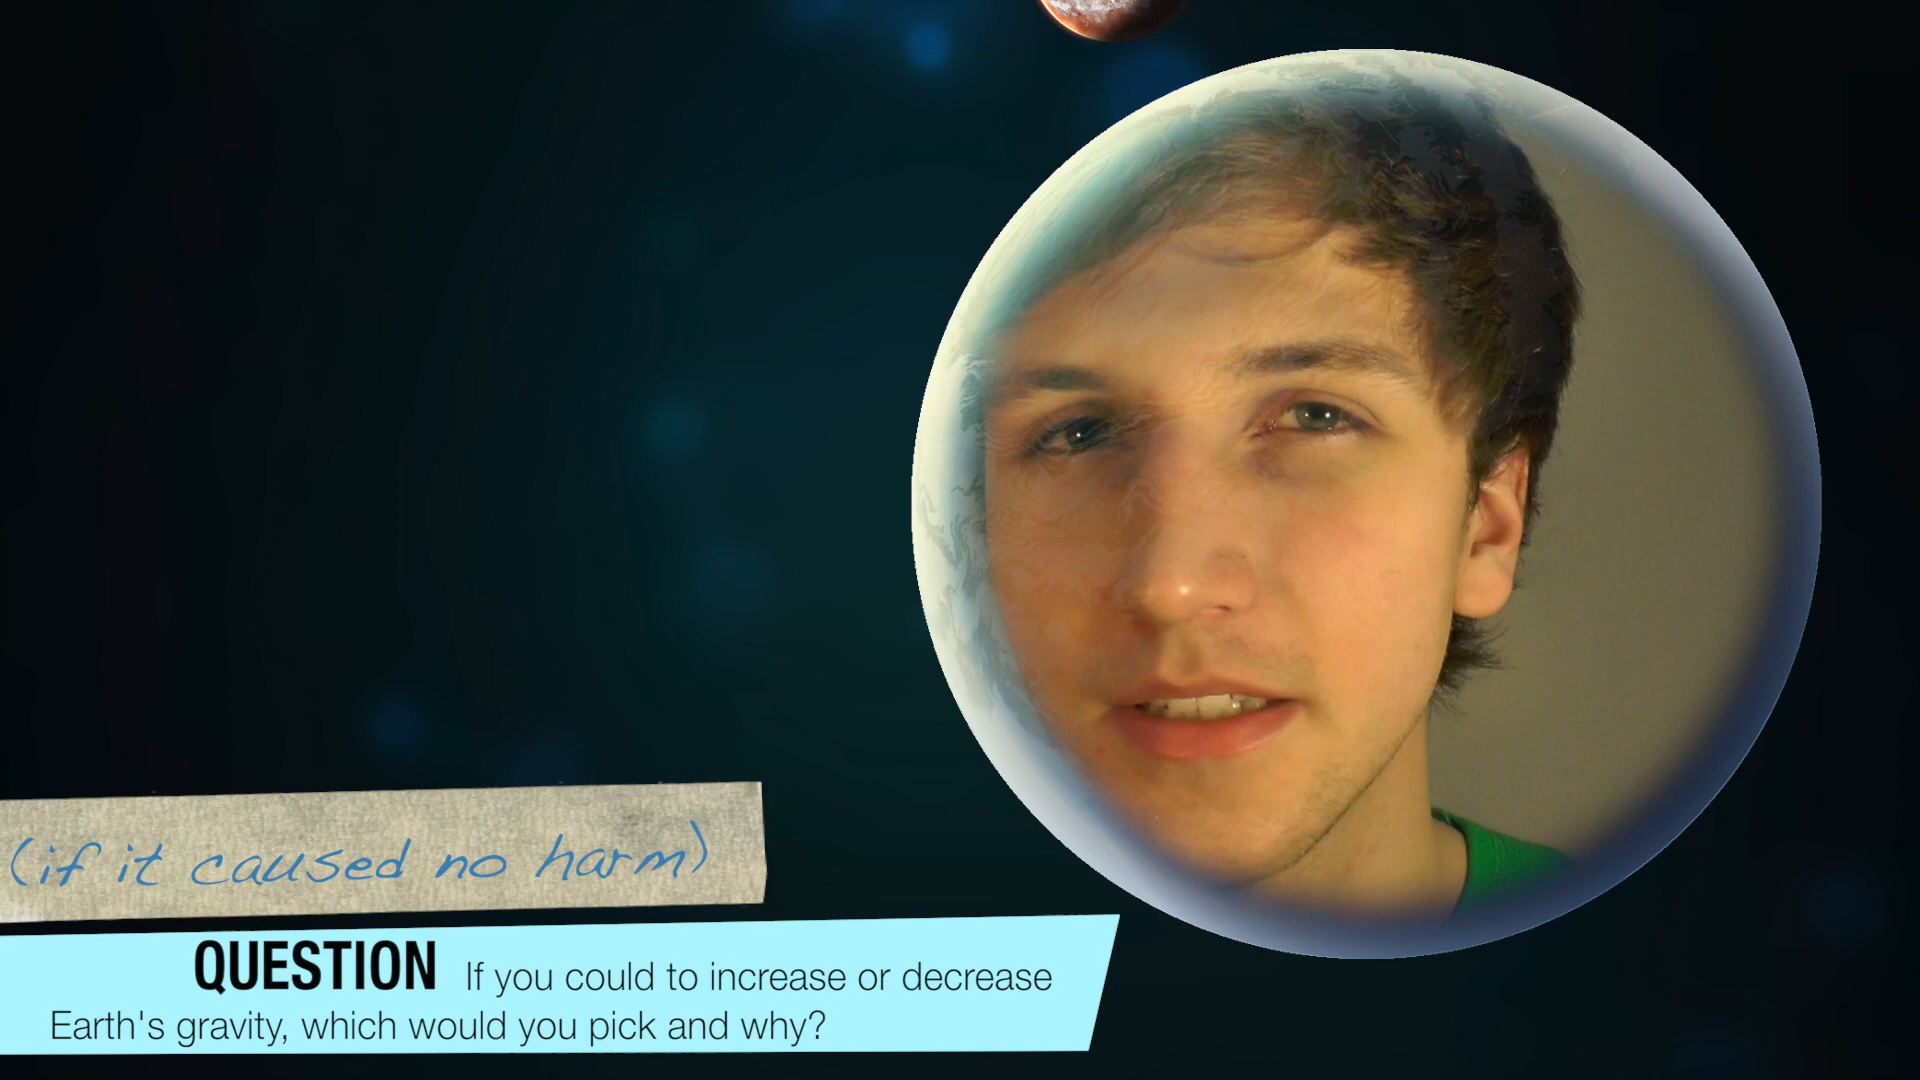 (if it caused no harm)
QUESTION If you could to increase or decrease
Earth's gravity, which would you pick and why?